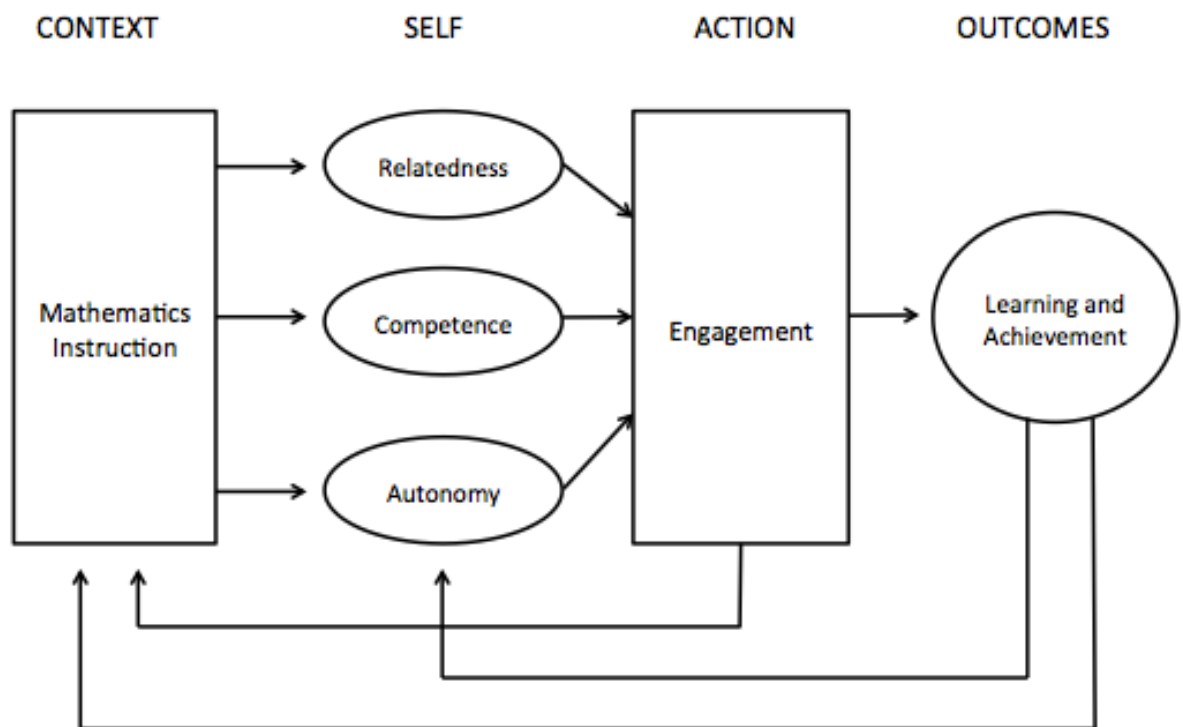 CONTEXT
SELF
ACTION
OUTCOMES
Mathematics
Instruction
Relatedness
Competence
Autonomy
Engagement
Learning and
Achievement